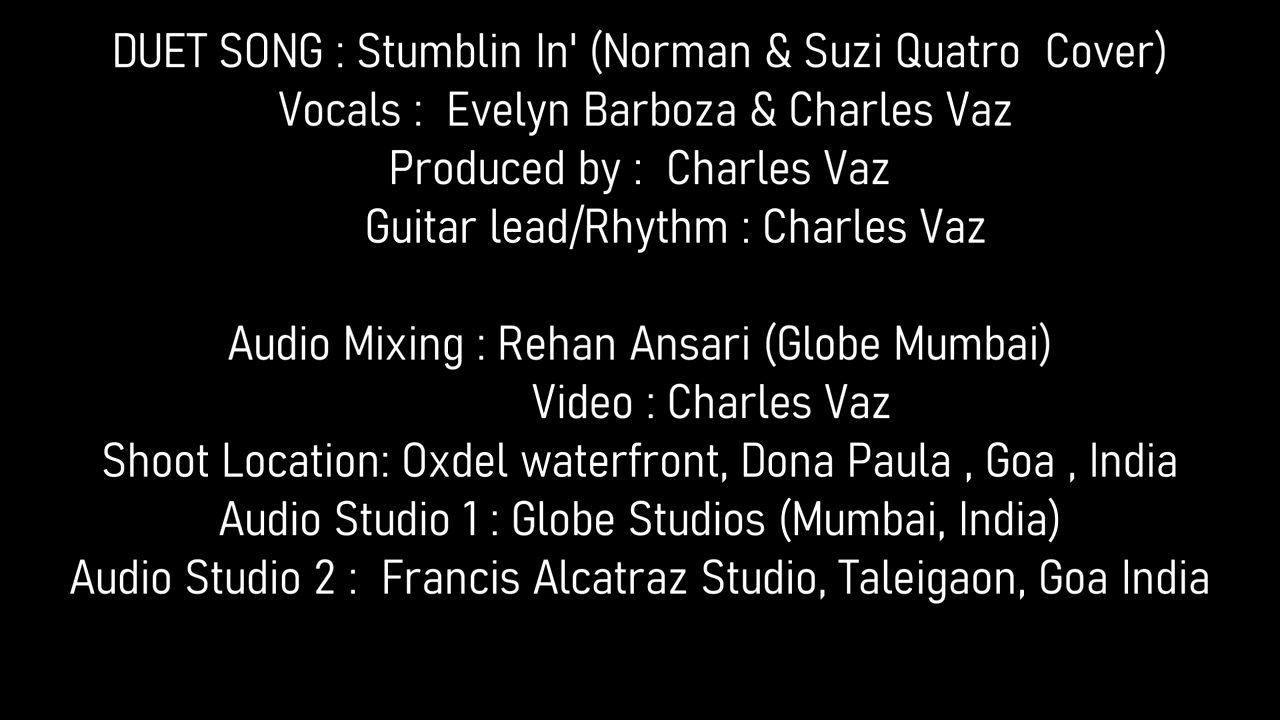 DUET SONG : Stumblin In' (Norman & Suzi Quatro  Cover)
Vocals :  Evelyn Barboza & Charles Vaz
Produced by :  Charles Vaz
Guitar lead/Rhythm : Charles Vaz
Audio Mixing : Rehan Ansari (Globe Mumbai)
Video : Charles Vaz
Shoot Location: Oxdel waterfront, Dona Paula , Goa , India
Audio Studio 1 : Globe Studios (Mumbai, India)
Audio Studio 2 :  Francis Alcatraz Studio, Taleigaon, Goa India